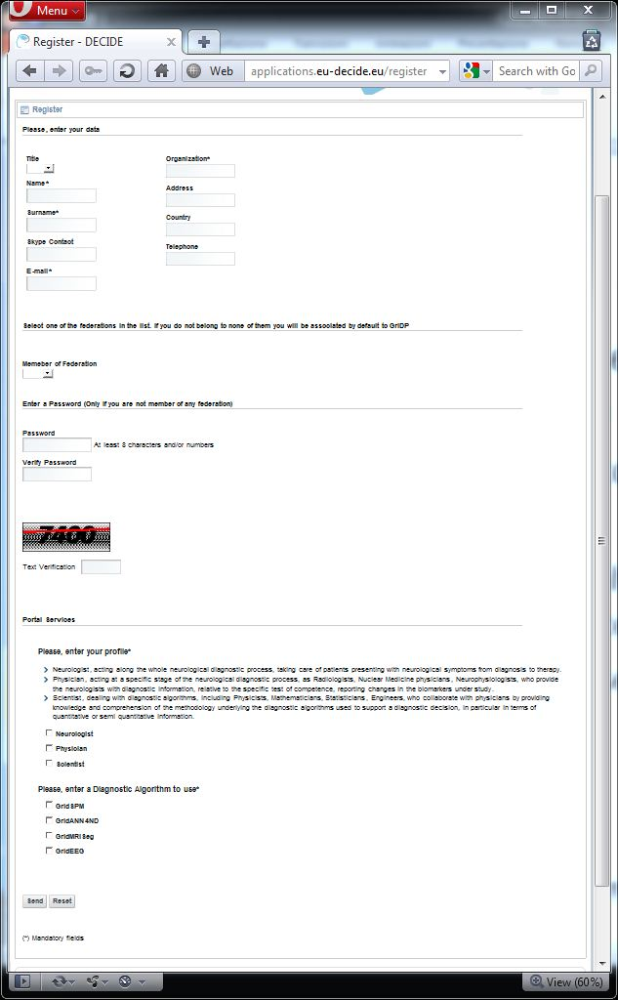 Menu
Register - DECIDE
Web
applications.eu-decide.eu/register
Search with Go
Register
Please, enter your data
Title
Organization*
Name*
Address
Surname*
Country
Skype Contact
Telephone
E-mail*
Select one of the federations in the list. If you do not belong to none of them you will be associated by default to GrIDP
Memeber of Federation
Enter a Password (Only if you are not member of any federation)
Password
At least 8 characters and/or numbers
Verify Password
Text Verification
Portal Services
Please, enter your profile*
Neurologist, acting along the whole neurological diagnostic process, taking care of patients presenting with neurological symptoms from diagnosis to therapy.
Physician, acting at a specific stage of the neurological diagnostic process, as Radiologists, Nuclear Medicine physicians, Neurophysiologists, who provide
the neurologists with diagnostic information, relative to the specific test of competence, reporting changes in the biomarkers under study.
Scientist, dealing with diagnostic algorithms, including Physicists, Mathematicians, Statisticians, Engineers, who collaborate with physicians by providing
knowledge and comprehension of the methodology underlying the diagnostic algorithms used to support a diagnostic decision, in particular in terms of
quantitative or semi quantitative information.
Neurologist
Physician
Scientist
Please, enter a Diagnostic Algorithm to use*
GridSPM
GridANN4ND
GridMRISeg
GridEEG
Send
Reset
(*) Mandatory fields
View (60%)